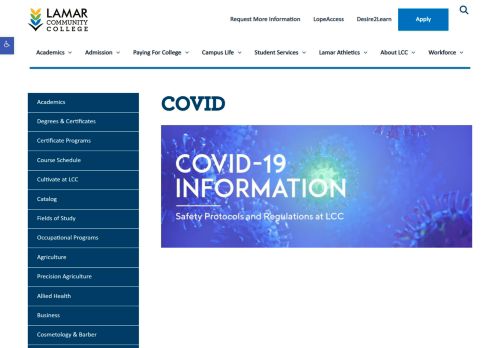 LAMAR
COMMUNITY
COLLEGE
Request More Information LopeAccess Desire2Learn Apply
Academics Admission Paying For College Campus Life Student Services Lamar Athletics About LCC Workforce
Academics
Degrees & Certificates
Certificate Programs
Course Schedule
Cultivate at LCC
Catalog
Fields of Study
Occupational Programs
Agriculture
Precision Agriculture
Allied Health
Business
Cosmetology & Barber
COVID
COVID-19
INFORMATION
Safety Protocols and Regulations at LCC